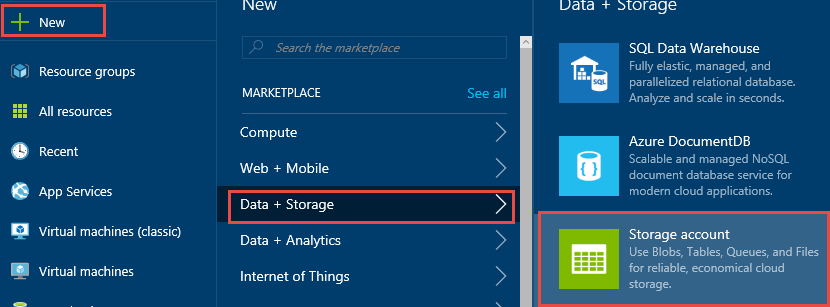 New
Resource groups
All resources
Recent
App Services
Virtual machines (classic)
Virtual machines
New
Search the marketplace
MARKETPLACE
See all
Compute
Web + Mobile
Data + Storage
Data + Analytics
Internet of Things
Data + Storage
SQL Data Warehouse
Fully elastic, managed, and
parallelized relational database.
Analyze and scale in seconds.
Azure DocumentDB
Scalable and managed NoSQL
document database service for
modern cloud applications.
Storage account
Use Blobs, Tables, Queues, and Files
for reliable, economical cloud
storage.